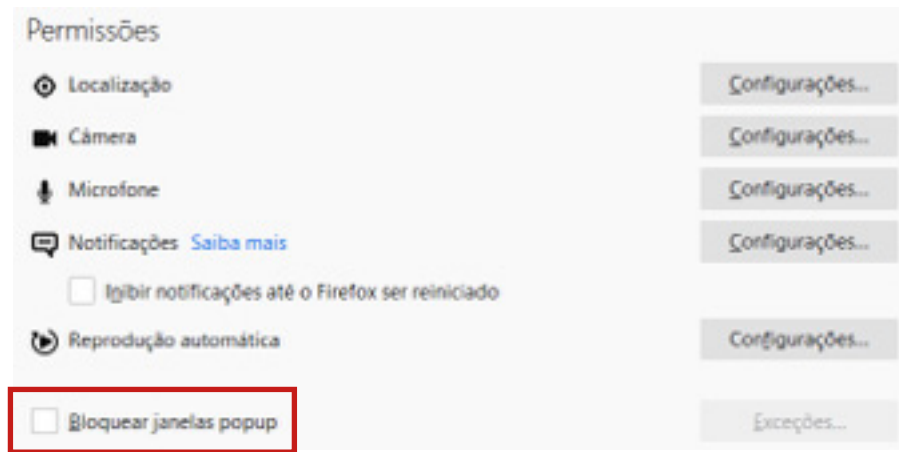 Permissões
Localização Configurações...
Câmera Configurações...
Microfone Configurações...
Notificações Saiba mais Configurações...
Inibir notificações até o Firefox ser reiniciado
Reprodução automática Configurações...
Bloquear janelas popup Exceções...